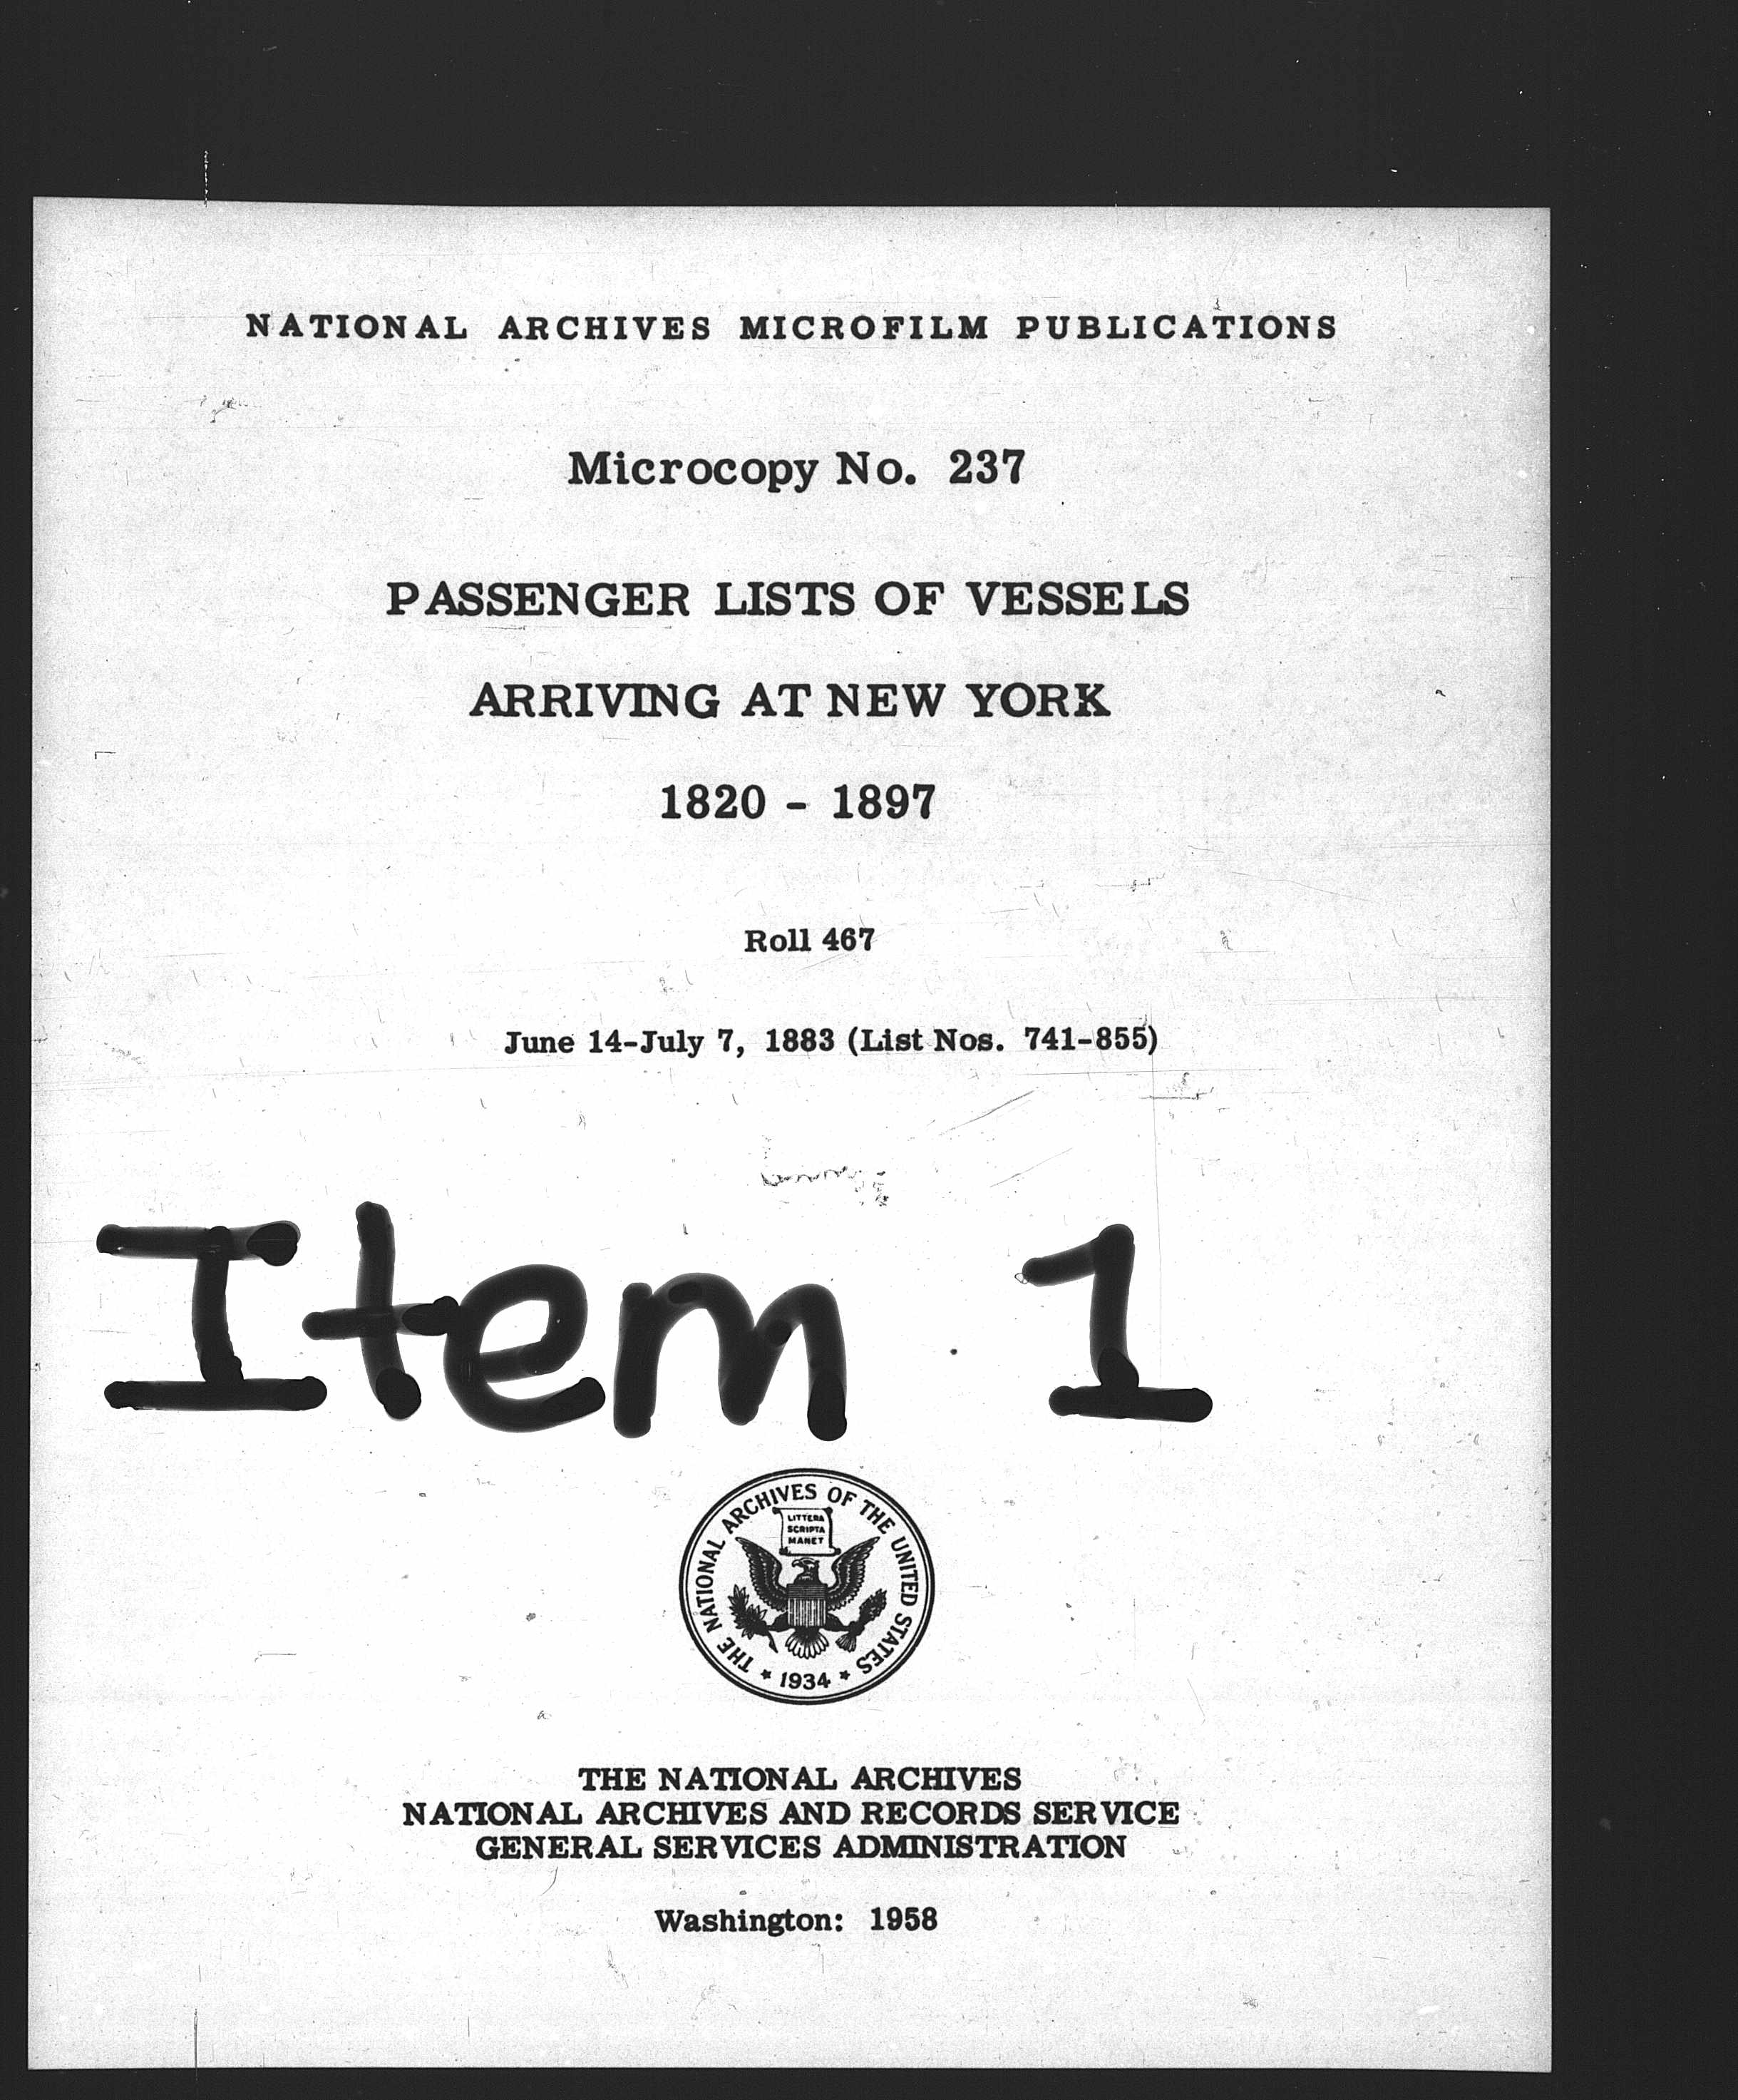 NATIONAL ARCHIVES MICROFILM PUBLICATIONS
Microcopy No. 237
PASSENGER LISTS OF VESSELS
ARRIVING AT NEW YORK
1820 - 1897
Roll 467
June 14-July 7, 1883 (List Nos. 741-855)
Item 1
THE NATIONAL ARCHIVES OF THE UNITED STATES
LITTERA
SCRIPTA
MANET
* 1934 *
THE NATIONAL ARCHIVES
NATIONAL ARCHIVES AND RECORDS SERVICE
GENERAL SERVICES ADMINISTRATION
Washington: 1958